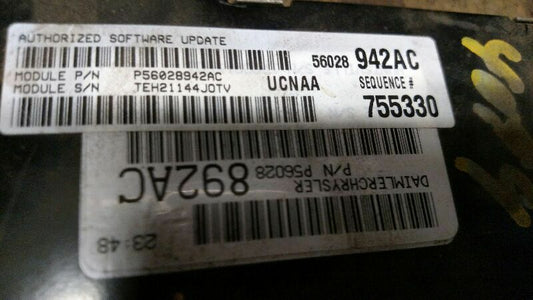 AUTHORIZED SOFTWARE UPDATE
56028 942AC
MODULE P/N P56028942AC
MODULE S/N TEH21144JOTV
UCNAA SEQUENCE #
755330
DAIMLERCHRYSLER
P/N P56028
892AC
23:48